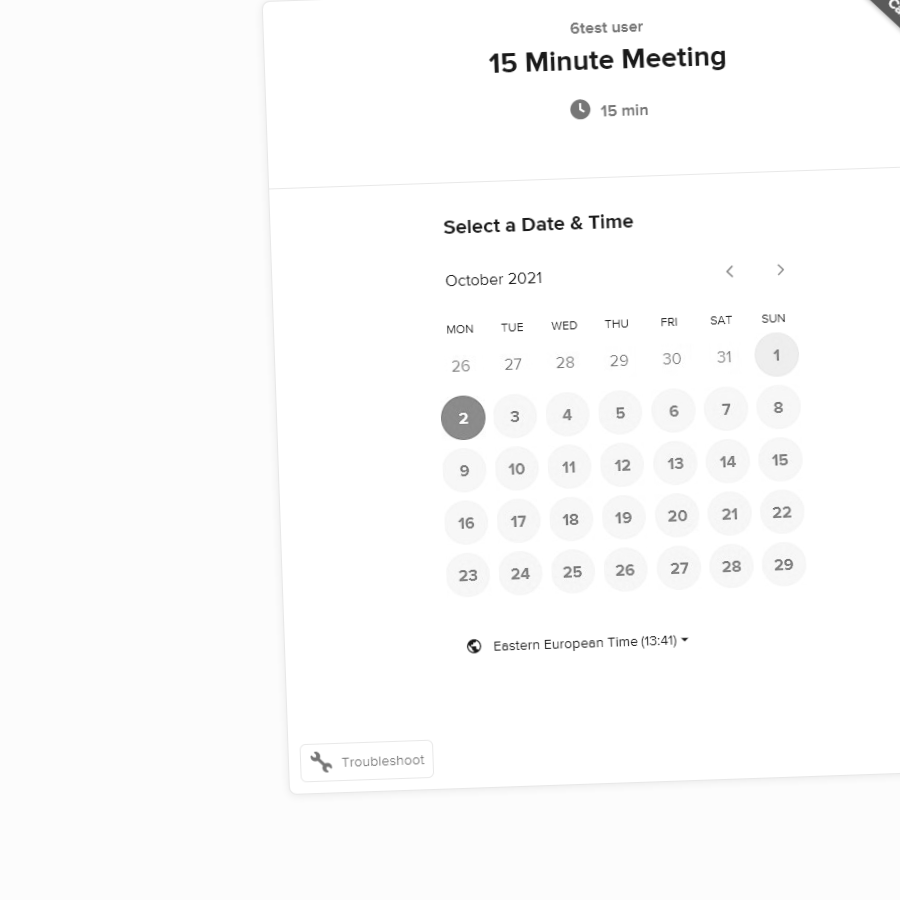 6test user
15 Minute Meeting
15 min
Select a Date & Time
October 2021
MON TUE WED THU FRI SAT SUN
26 27 28 29 30 31 1
2 3 4 5 6 7 8
9 10 11 12 13 14 15
16 17 18 19 20 21 22
23 24 25 26 27 28 29
Eastern European Time (13:41)
Troubleshoot